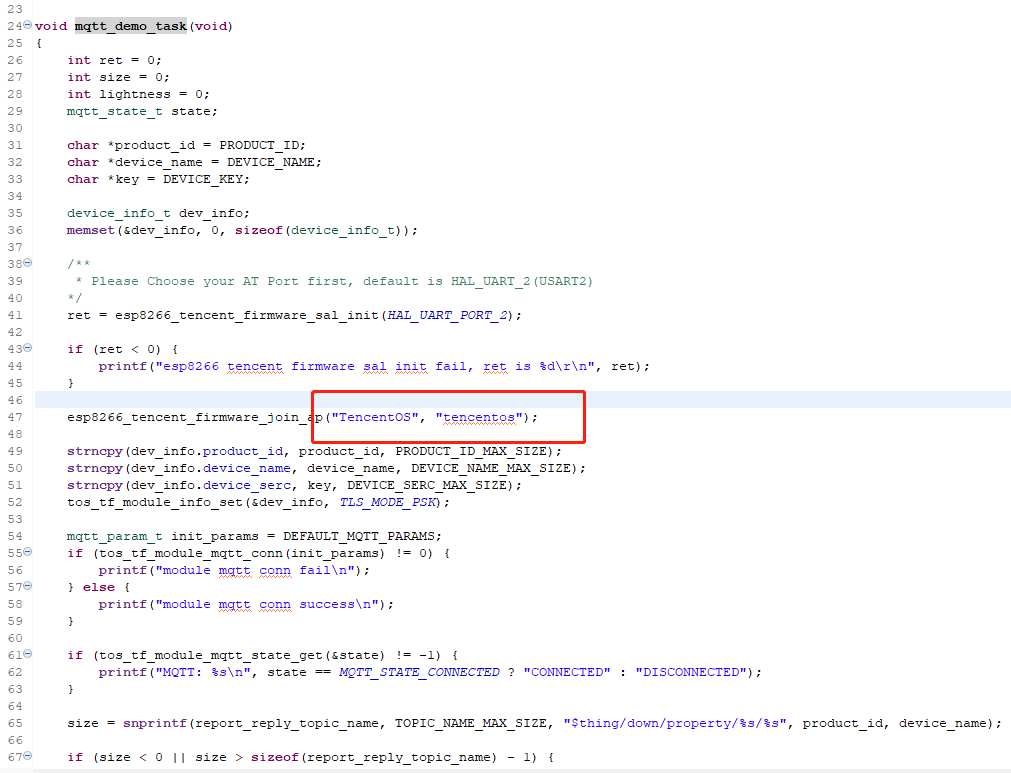 23
24 void mqtt_demo_task(void)
25 {
26     int ret = 0;
27     int size = 0;
28     int lightness = 0;
29     mqtt_state_t state;
30
31     char *product_id = PRODUCT_ID;
32     char *device_name = DEVICE_NAME;
33     char *key = DEVICE_KEY;
34
35     device_info_t dev_info;
36     memset(&dev_info, 0, sizeof(device_info_t));
37
38     /**
39      * Please Choose your AT Port first, default is HAL_UART_2(USART2)
40     */
41     ret = esp8266_tencent_firmware_sal_init(HAL_UART_PORT_2);
42
43     if (ret < 0) {
44         printf("esp8266 tencent firmware sal init fail, ret is %d\r\n", ret);
45     }
46
47     esp8266_tencent_firmware_join_ap("TencentOS", "tencentos");
48
49     strncpy(dev_info.product_id, product_id, PRODUCT_ID_MAX_SIZE);
50     strncpy(dev_info.device_name, device_name, DEVICE_NAME_MAX_SIZE);
51     strncpy(dev_info.device_serc, key, DEVICE_SERC_MAX_SIZE);
52     tos_tf_module_info_set(&dev_info, TLS_MODE_PSK);
53
54     mqtt_param_t init_params = DEFAULT_MQTT_PARAMS;
55     if (tos_tf_module_mqtt_conn(init_params) != 0) {
56         printf("module mqtt conn fail\n");
57     } else {
58         printf("module mqtt conn success\n");
59     }
60
61     if (tos_tf_module_mqtt_state_get(&state) != -1) {
62         printf("MQTT: %s\n", state == MQTT_STATE_CONNECTED ? "CONNECTED" : "DISCONNECTED");
63     }
64
65     size = snprintf(report_reply_topic_name, TOPIC_NAME_MAX_SIZE, "$thing/down/property/%s/%s", product_id, device_name);
66
67     if (size < 0 || size > sizeof(report_reply_topic_name) - 1) {